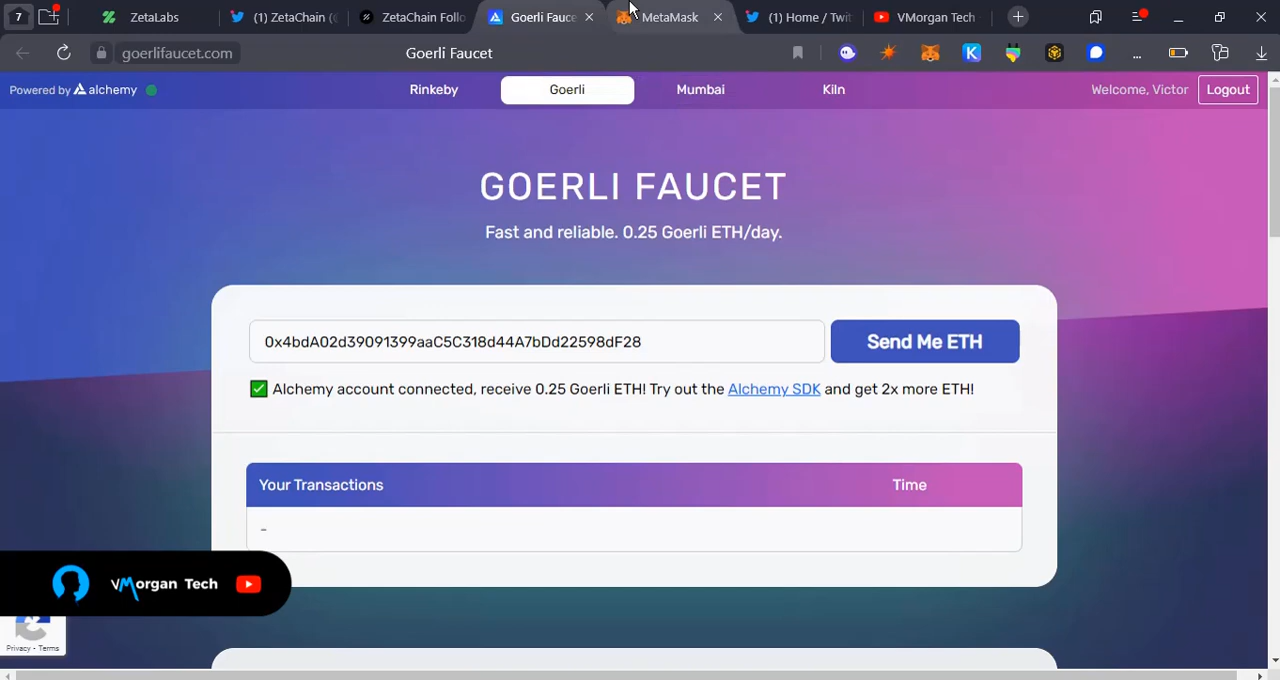 7
ZetaLabs
(1) ZetaChain (
ZetaChain Follo
Goerli Fauce
MetaMask
(1) Home / Twit
VMorgan Tech
goerlifaucet.com
Goerli Faucet
Powered by alchemy
Rinkeby
Goerli
Mumbai
Kiln
Welcome, Victor
Logout
GOERLI FAUCET
Fast and reliable. 0.25 Goerli ETH/day.
0x4bdA02d39091399aaC5C318d44A7bDd22598dF28
Send Me ETH
Alchemy account connected, receive 0.25 Goerli ETH! Try out the Alchemy SDK and get 2x more ETH!
Your Transactions
Time
-
VMorgan Tech
Privacy - Terms